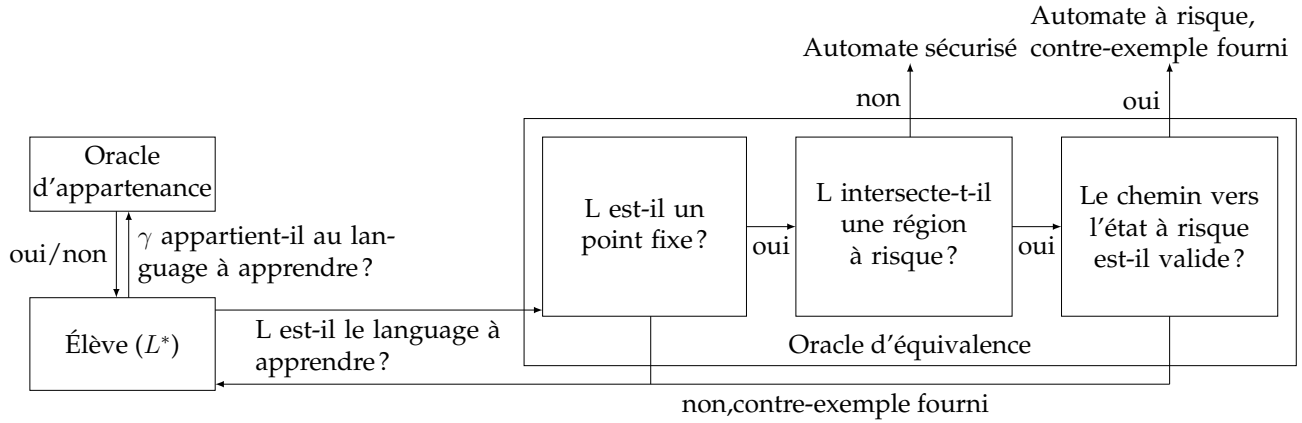 Automate à risque,
Automate sécurisé
contre-exemple fourni
non
oui
Oracle
d'appartenance
oui/non
γ appartient-il au lan-
guage à apprendre ?
Élève (L*)
L est-il le language à
apprendre ?
L est-il un
point fixe ?
oui
L intersecte-t-il
une région
à risque ?
oui
Le chemin vers
l'état à risque
est-il valide ?
Oracle d'équivalence
non,contre-exemple fourni